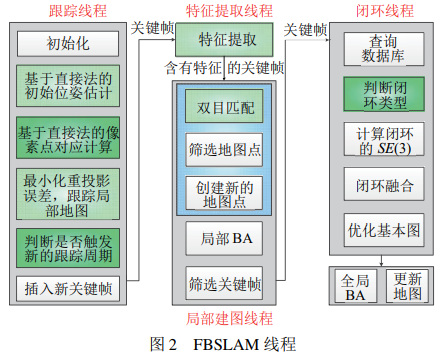 跟踪线程
初始化
基于直接法的
初始位姿估计
基于直接法的像
素点对应计算
最小化重投影
误差，跟踪局
部地图
判断是否触发
新的跟踪周期
插入新关键帧
关键帧
特征提取线程
特征提取
含有特征的关键帧
双目匹配
筛选地图点
创建新的
地图点
局部 BA
筛选关键帧
局部建图线程
关键帧
闭环线程
查询
数据库
判断闭
环类型
计算闭环
的 SE(3)
闭环融合
优化基本图
全局
BA
更新
地图
图 2 FBSLAM 线程